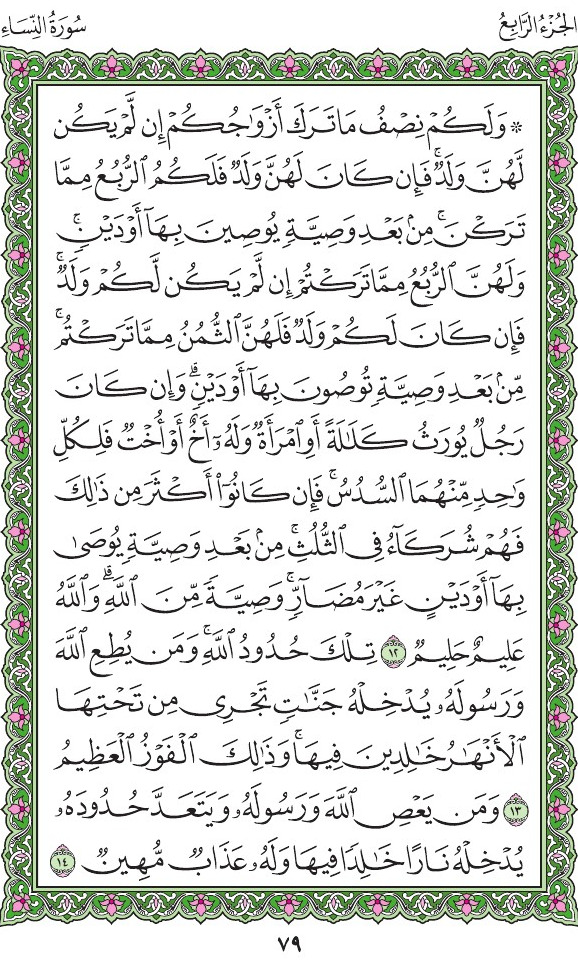 الجُزْءُ الرَّابِعُ
سُورَةُ النِّسَاءِ
۞ وَلَكُمْ نِصْفُ مَا تَرَكَ أَزْوَٰجُكُمْ إِن لَّمْ يَكُن
لَّهُنَّ وَلَدٌۚ فَإِن كَانَ لَهُنَّ وَلَدٌ فَلَكُمُ ٱلرُّبُعُ مِمَّا
تَرَكْنَۚ مِنۢ بَعْدِ وَصِيَّةٍ يُوصِينَ بِهَآ أَوْ دَيْنٍۚ
وَلَهُنَّ ٱلرُّبُعُ مِمَّا تَرَكْتُمْ إِن لَّمْ يَكُن لَّكُمْ وَلَدٌۚ
فَإِن كَانَ لَكُمْ وَلَدٌ فَلَهُنَّ ٱلثُّمُنُ مِمَّا تَرَكْتُمۚ
مِّنۢ بَعْدِ وَصِيَّةٍ تُوصُونَ بِهَآ أَوْ دَيْنٍۗ وَإِن كَانَ
رَجُلٌ يُورَثُ كَلَٰلَةً أَوِ ٱمْرَأَةٌ وَلَهُۥٓ أَخٌ أَوْ أُخْتٌ فَلِكُلِّ
وَٰحِدٍ مِّنْهُمَا ٱلسُّدُسُۚ فَإِن كَانُوٓا۟ أَكْثَرَ مِن ذَٰلِكَ
فَهُمْ شُرَكَآءُ فِى ٱلثُّلُثِۚ مِنۢ بَعْدِ وَصِيَّةٍ يُوصَىٰ
بِهَآ أَوْ دَيْنٍ غَيْرَ مُضَآرٍّۚ وَصِيَّةً مِّنَ ٱللَّهِۗ وَٱللَّهُ
عَلِيمٌ حَلِيمٌ ١٢ تِلْكَ حُدُودُ ٱللَّهِۚ وَمَن يُطِعِ ٱللَّهَ
وَرَسُولَهُۥ يُدْخِلْهُ جَنَّٰتٍ تَجْرِى مِن تَحْتِهَا
ٱلْأَنْهَٰرُ خَٰلِدِينَ فِيهَاۚ وَذَٰلِكَ ٱلْفَوْزُ ٱلْعَظِيمُ
١٣ وَمَن يَعْصِ ٱللَّهَ وَرَسُولَهُۥ وَيَتَعَدَّ حُدُودَهُۥ
يُدْخِلْهُ نَارًا خَٰلِدًا فِيهَا وَلَهُۥ عَذَابٌ مُّهِينٌ ١٤
٧٩